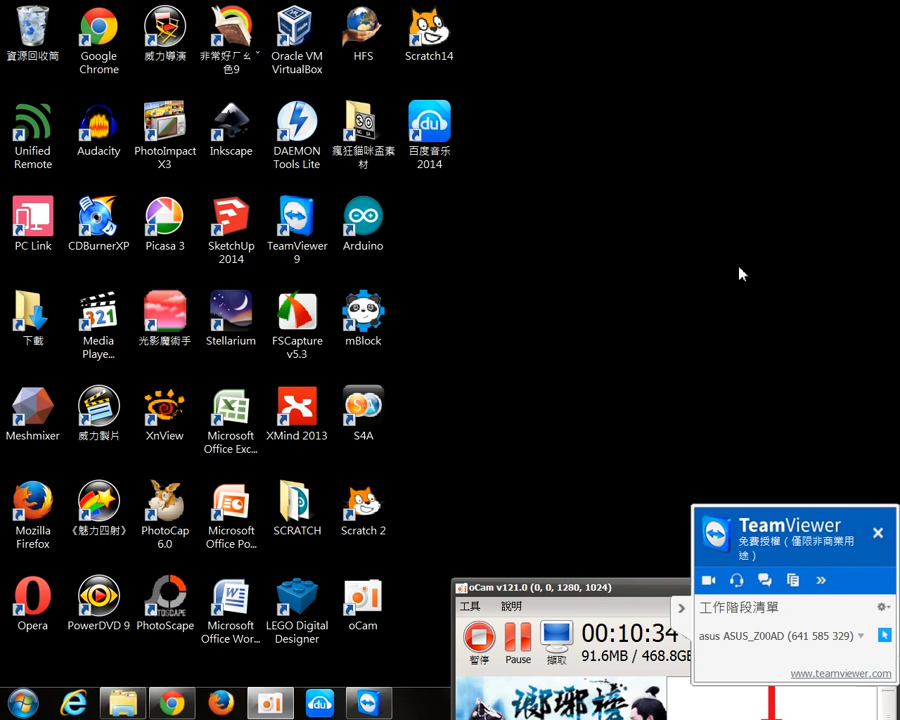 資源回收筒
Google
Chrome
威力導演
非常好ㄏㄠˇ
色9
Oracle VM
VirtualBox
HFS
Scratch14
Unified
Remote
Audacity
PhotoImpact
X3
Inkscape
DAEMON
Tools Lite
瘋狂貓咪盃素
材
百度音乐
2014
PC Link
CDBurnerXP
Picasa 3
SketchUp
2014
TeamViewer
9
Arduino
下載
Media
Playe...
光影魔術手
Stellarium
FSCapture
v5.3
mBlock
Meshmixer
威力製片
XnView
Microsoft
Office Exc...
XMind 2013
S4A
Mozilla
Firefox
《魅力四射》
PhotoCap
6.0
Microsoft
Office Po...
SCRATCH
Scratch 2
Opera
PowerDVD 9
PhotoScape
Microsoft
Office Wor...
LEGO Digital
Designer
oCam
TeamViewer
免費授權（僅限非商業用
途）
工作階段清單
asus ASUS_Z00AD (641 585 329)
www.teamviewer.com
oCam v121.0 (0, 0, 1280, 1024)
工具 說明
暫停
Pause
擷取
00:10:34
91.6MB / 468.8GB
瑯琊榜